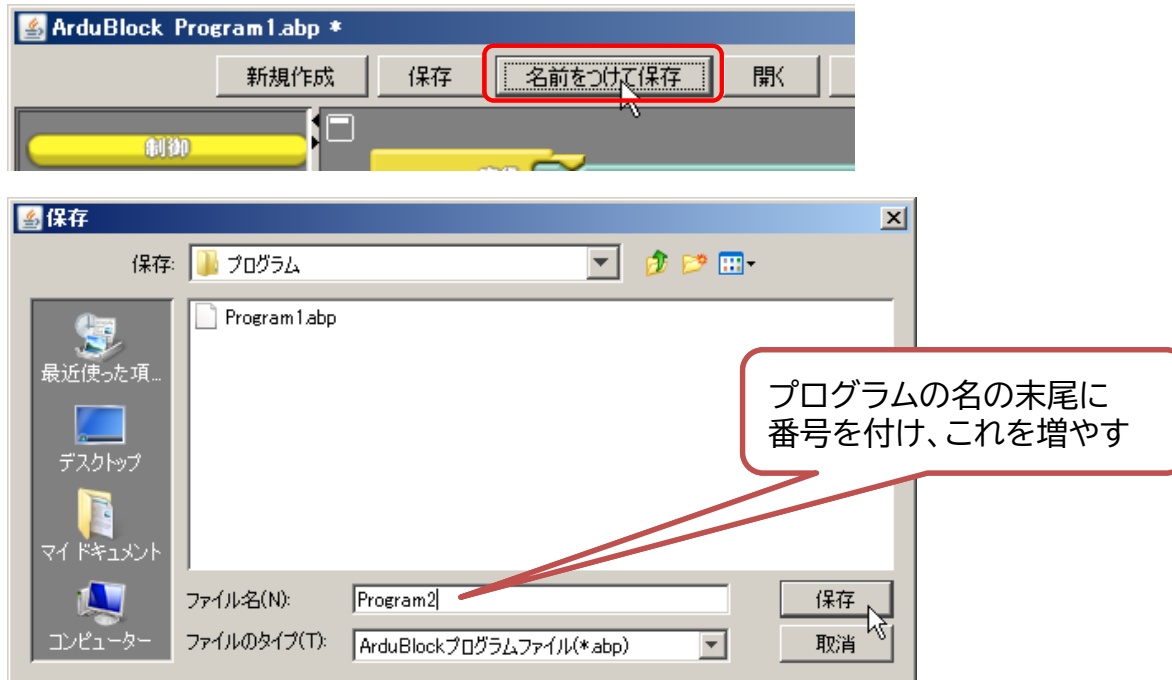 ArduBlock Program1.abp *
新規作成 保存 名前をつけて保存 開く
制御
保存
保存: プログラム
Program1.abp
最近使った項...
デスクトップ
マイ ドキュメント
コンピューター
プログラムの名の末尾に
番号を付け、これを増やす
ファイル名(N): Program2 保存
ファイルのタイプ(T): ArduBlockプログラムファイル(*.abp) 取消